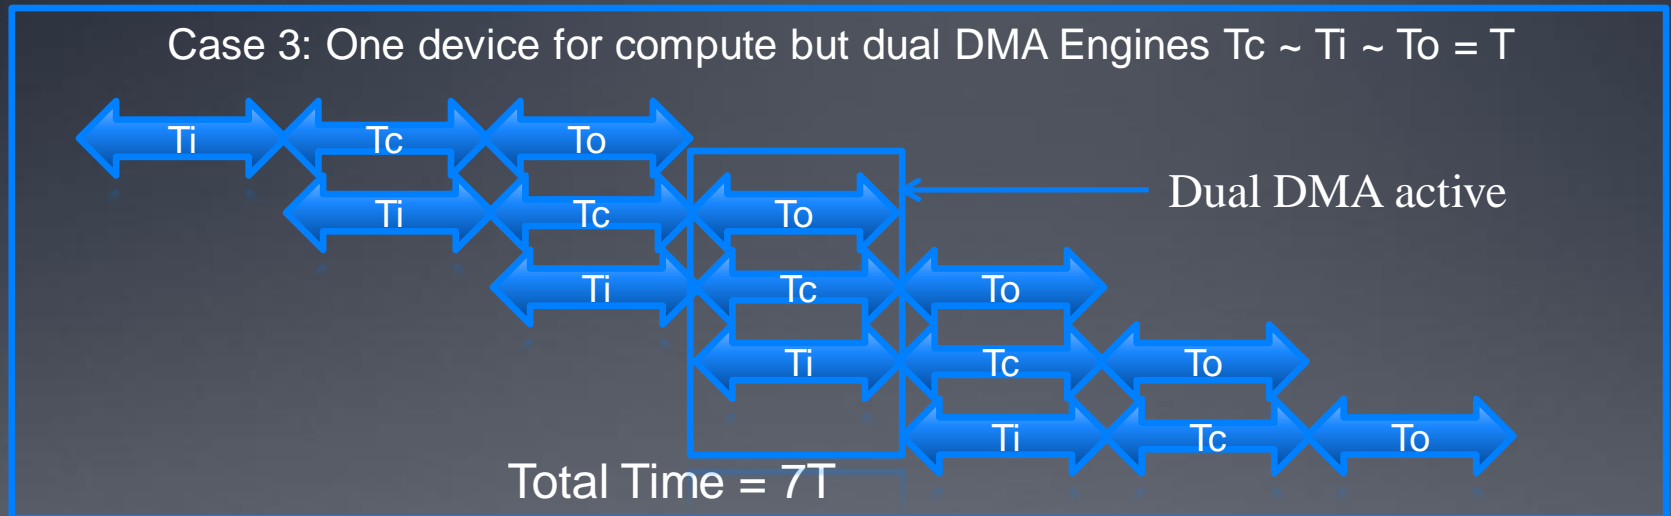 Case 3: One device for compute but dual DMA Engines Tc ~ Ti ~ To = T
Ti Tc To
Dual DMA active
Ti Tc To
Ti Tc To
Ti Tc To
Ti Tc To
Total Time = 7T